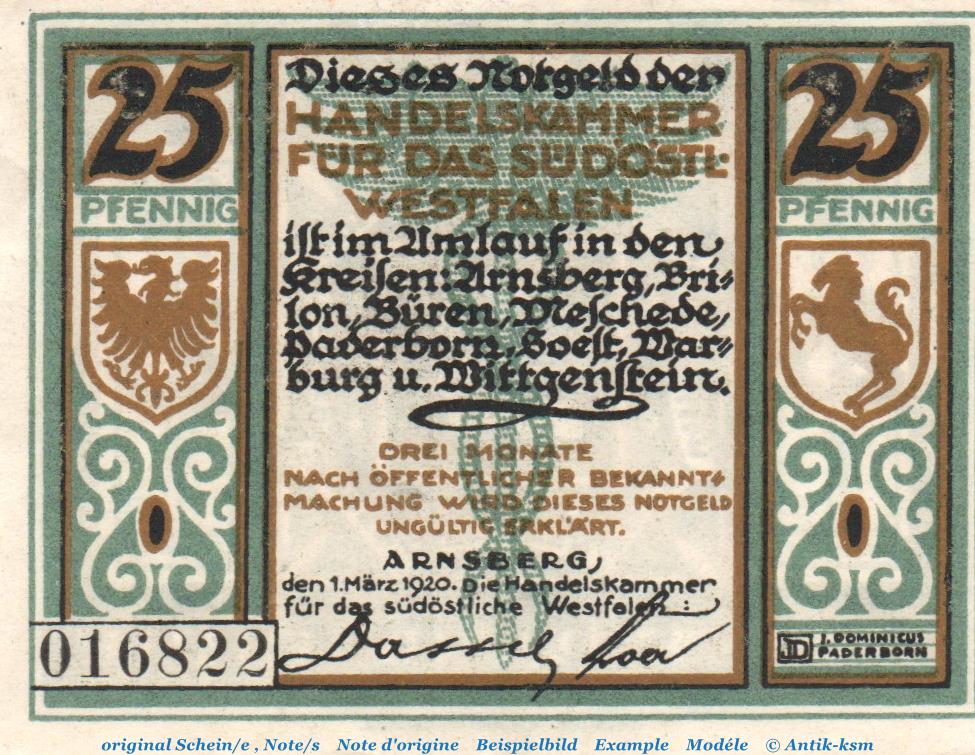 25
PFENNIG
Dieses Notgeld der
HANDELSKAMMER
FÜR DAS SÜDÖSTL:
WESTFALEN
ist im Umlauf in den
Kreisen: Arnsberg, Bri=
lon, Büren, Meschede,
Paderborn, Soest, War=
burg u. Wittgenstein.
DREI MONATE
NACH ÖFFENTLICHER BEKANNT=
MACHUNG WIRD DIESES NOTGELD
UNGÜLTIG ERKLÄRT.
ARNSBERG,
den 1. März 1920. Die Handelskammer
für das südöstliche Westfalen:
25
PFENNIG
016822
JD J. DOMINICUS
PADERBORN
original Schein/e , Note/s Note d'origine Beispielbild Example Modéle © Antik-ksm